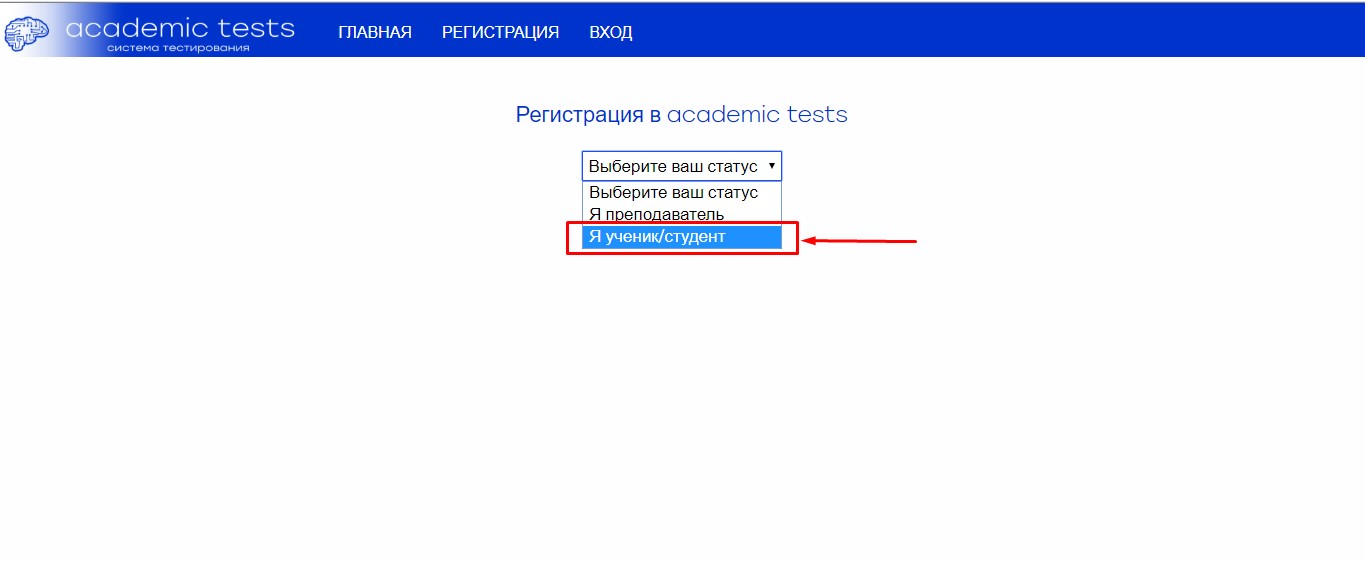 academic tests
система тестирования
ГЛАВНАЯ РЕГИСТРАЦИЯ ВХОД
Регистрация в academic tests
Выберите ваш статус
Выберите ваш статус
Я преподаватель
Я ученик/студент